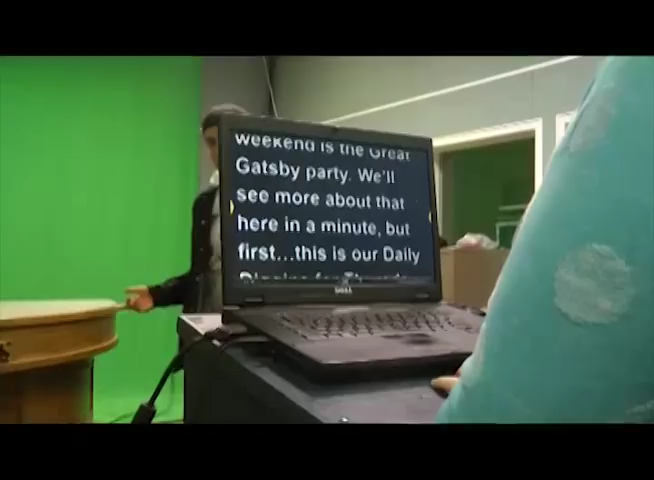 weekend is the Great
Gatsby party. We'll
see more about that
here in a minute, but
first...this is our Daily
for
DELL